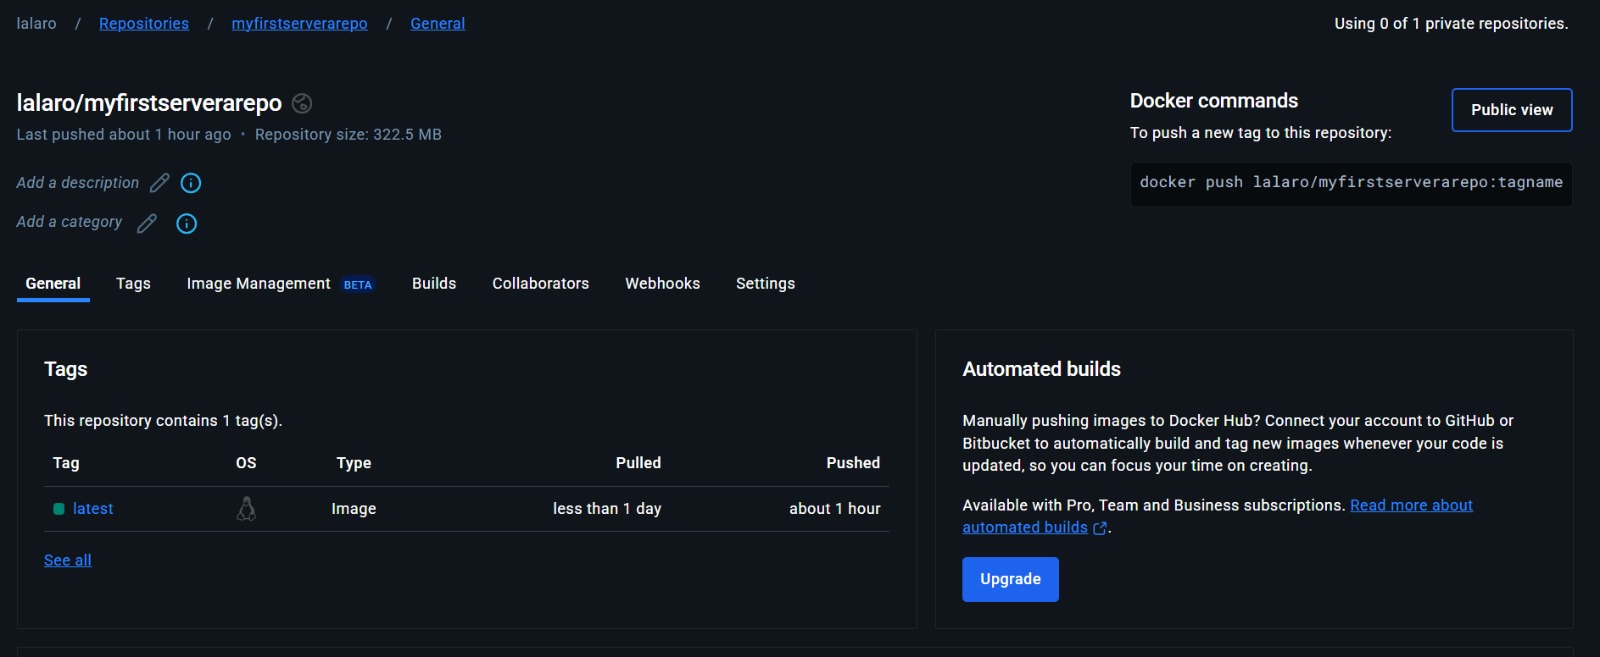 lalaro / Repositories / myfirstserverarepo / General
Using 0 of 1 private repositories.
lalaro/myfirstserverarepo
Last pushed about 1 hour ago • Repository size: 322.5 MB
Add a description
Add a category
Docker commands
To push a new tag to this repository:
Public view
docker push lalaro/myfirstserverarepo:tagname
General Tags Image Management BETA Builds Collaborators Webhooks Settings
Tags
This repository contains 1 tag(s).
Tag OS Type Pulled Pushed
latest Image less than 1 day about 1 hour
See all
Automated builds
Manually pushing images to Docker Hub? Connect your account to GitHub or
Bitbucket to automatically build and tag new images whenever your code is
updated, so you can focus your time on creating.
Available with Pro, Team and Business subscriptions. Read more about
automated builds.
Upgrade